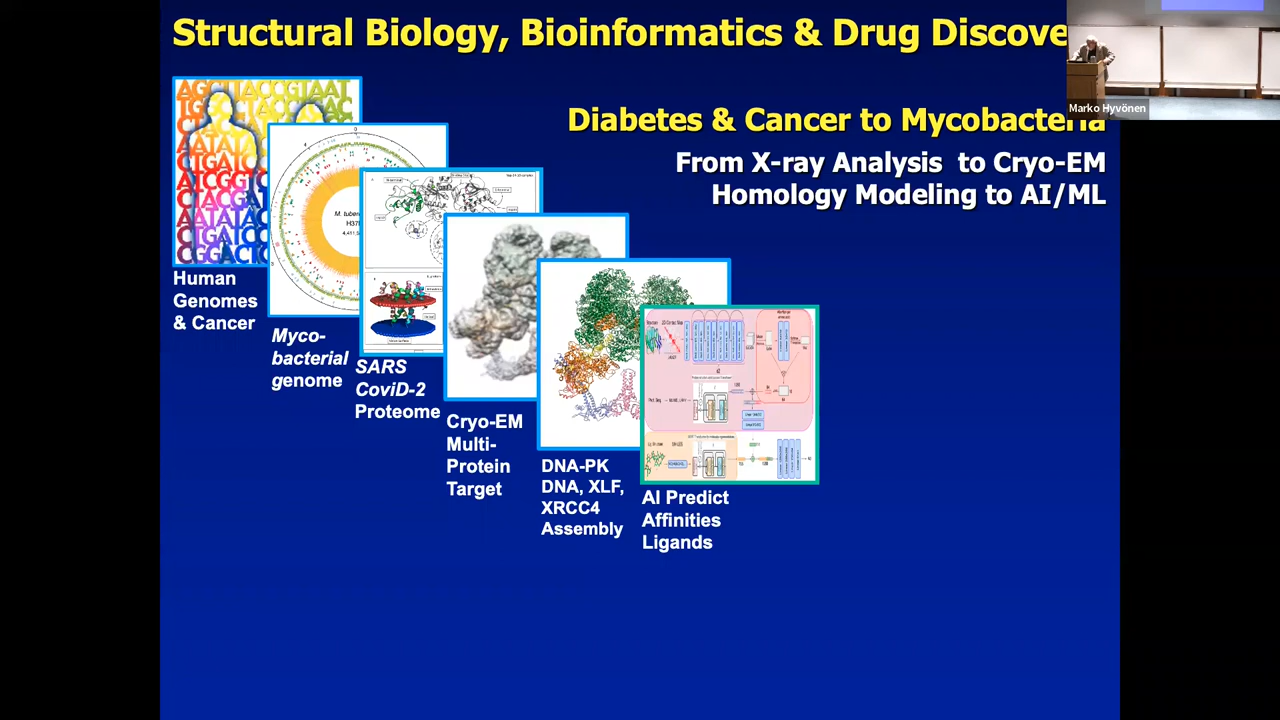 Structural Biology, Bioinformatics & Drug Discove
Marko Hyvönen
Diabetes & Cancer to Mycobacteria
From X-ray Analysis to Cryo-EM
Homology Modeling to AI/ML
Human
Genomes
& Cancer
Myco-
bacterial
genome
SARS
CoviD-2
Proteome
Cryo-EM
Multi-
Protein
Target
DNA-PK
DNA, XLF,
XRCC4
Assembly
AI Predict
Affinities
Ligands